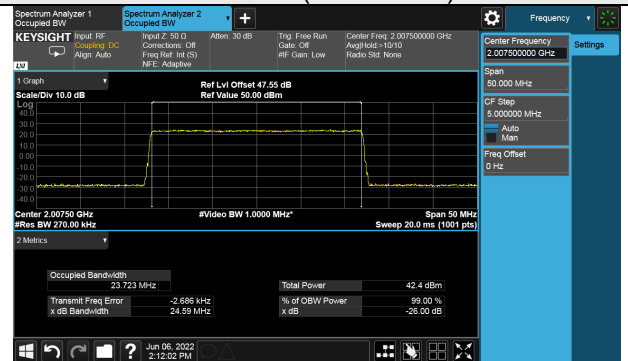 Spectrum Analyzer 1
Occupied BW
Spectrum Analyzer 2
Occupied BW
+
Frequency
KEYSIGHT
Input: RF
Coupling: DC
Align: Auto
Input Z: 50 Ω
Corrections: Off
Freq Ref: Int (S)
NFE: Adaptive
Atten: 30 dB
Trig: Free Run
Gate: Off
#IF Gain: Low
Center Freq: 2.007500000 GHz
Avg|Hold:>10/10
Radio Std: None
LXI
Center Frequency
2.007500000 GHz
Settings
Span
50.000 MHz
CF Step
5.000000 MHz
Auto
Man
Freq Offset
0 Hz
1 Graph
Scale/Div 10.0 dB
Ref Lvl Offset 47.55 dB
Ref Value 50.00 dBm
Log
40.0
30.0
20.0
10.0
0.00
-10.0
-20.0
-30.0
-40.0
Center 2.00750 GHz
#Res BW 270.00 kHz
#Video BW 1.0000 MHz*
Span 50 MHz
Sweep 20.0 ms (1001 pts)
2 Metrics
Occupied Bandwidth
23.723 MHz
Total Power 42.4 dBm
Transmit Freq Error -2.686 kHz
% of OBW Power 99.00 %
x dB Bandwidth 24.59 MHz
x dB -26.00 dB
?
Jun 06, 2022
2:12:02 PM